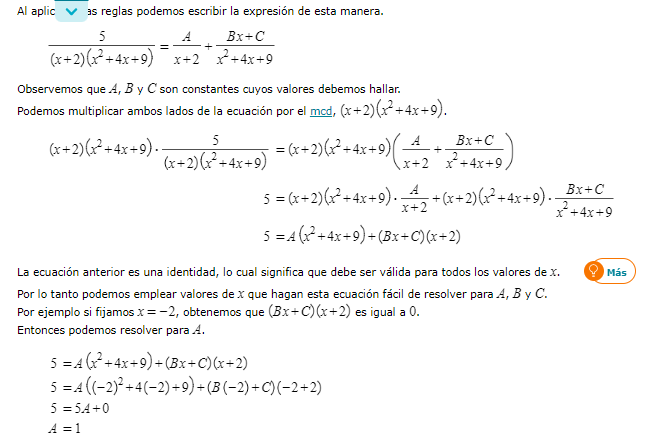 Al aplic as reglas podemos escribir la expresión de esta manera.
5/((x+2)(x²+4x+9)) = A/(x+2) + (Bx+C)/(x²+4x+9)
Observemos que A, B y C son constantes cuyos valores debemos hallar.
Podemos multiplicar ambos lados de la ecuación por el mcd, (x+2)(x²+4x+9).
(x+2)(x²+4x+9)·5/((x+2)(x²+4x+9)) = (x+2)(x²+4x+9)(A/(x+2) + (Bx+C)/(x²+4x+9))
5 = (x+2)(x²+4x+9)·A/(x+2) + (x+2)(x²+4x+9)·(Bx+C)/(x²+4x+9)
5 = A(x²+4x+9)+(Bx+C)(x+2)
La ecuación anterior es una identidad, lo cual significa que debe ser válida para todos los valores de x.
Más
Por lo tanto podemos emplear valores de x que hagan esta ecuación fácil de resolver para A, B y C.
Por ejemplo si fijamos x = −2, obtenemos que (Bx+C)(x+2) es igual a 0.
Entonces podemos resolver para A.
5 = A(x²+4x+9)+(Bx+C)(x+2)
5 = A((−2)²+4(−2)+9)+(B(−2)+C)(−2+2)
5 = 5A+0
A = 1